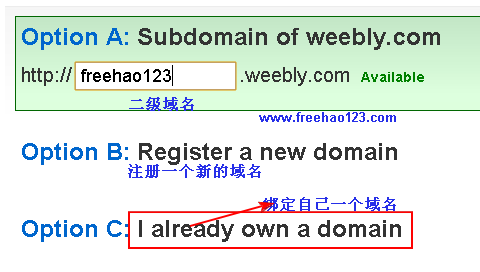 Option A: Subdomain of weebly.com
http:// freehao123 .weebly.com Available
二级域名
www.freehao123.com
Option B: Register a new domain
注册一个新的域名
绑定自己一个域名
Option C: I already own a domain